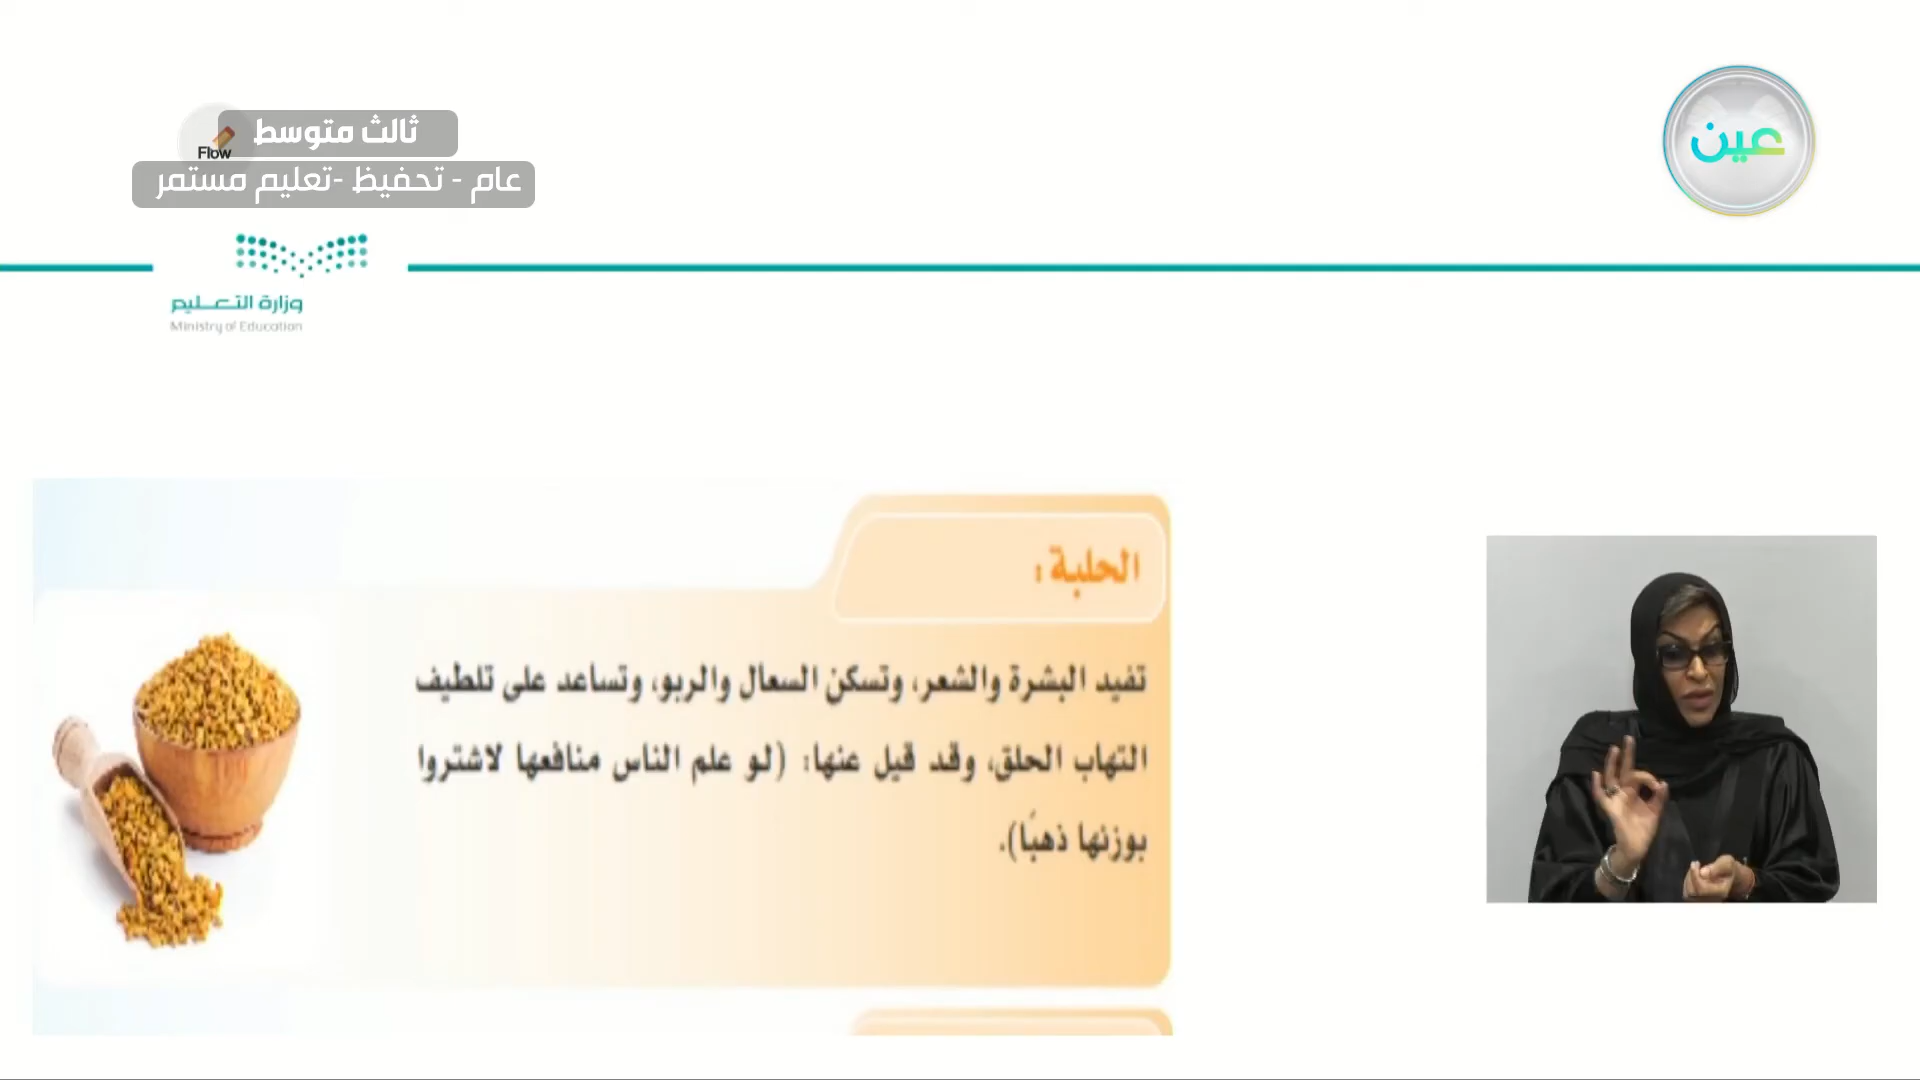 ثالث متوسط
Flow
عام - تحفيظ -تعليم مستمر
عين
وزارة التعليم
Ministry of Education
الحلبة:
تفيد البشرة والشعر، وتسكن السعال والربو، وتساعد على تلطيف
التهاب الحلق، وقد قيل عنها: (لو علم الناس منافعها لاشتروا
بوزنها ذهبًا).